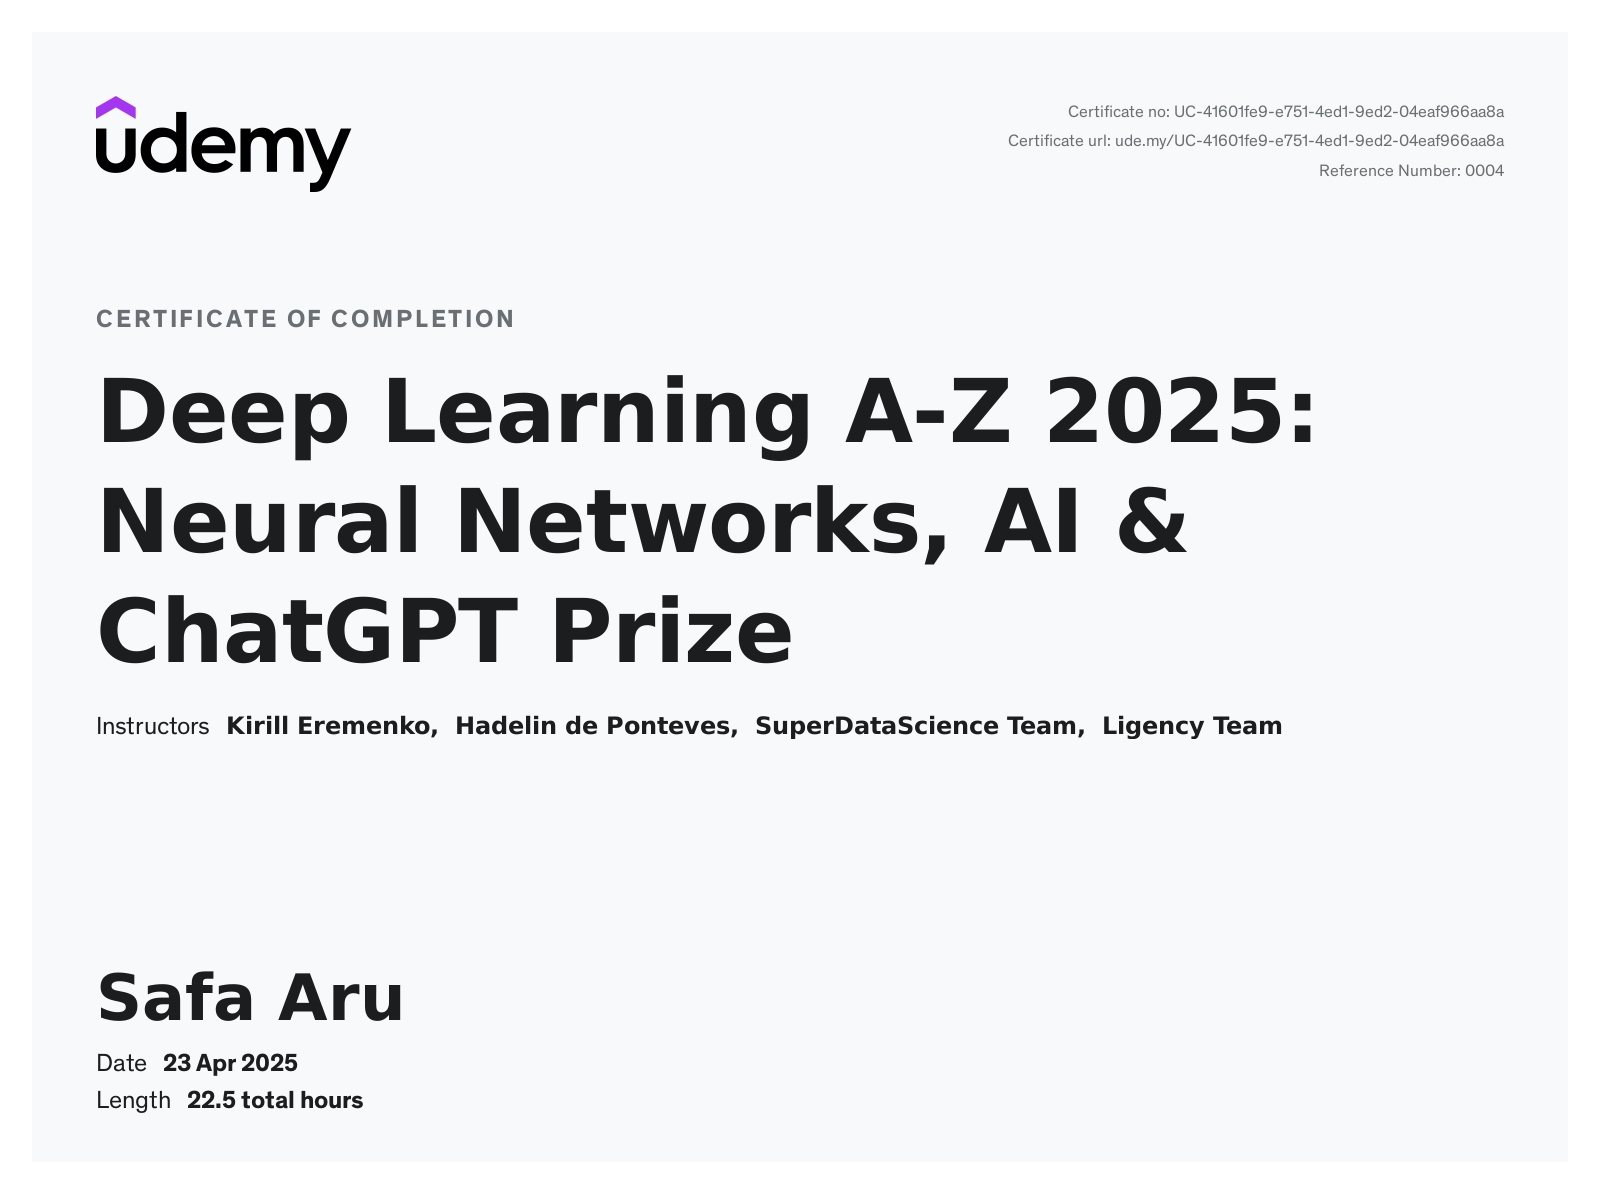 udemy
Certificate no: UC-41601fe9-e751-4ed1-9ed2-04eaf966aa8a
Certificate url: ude.my/UC-41601fe9-e751-4ed1-9ed2-04eaf966aa8a
Reference Number: 0004
CERTIFICATE OF COMPLETION
Deep Learning A-Z 2025:
Neural Networks, AI &
ChatGPT Prize
Instructors Kirill Eremenko, Hadelin de Ponteves, SuperDataScience Team, Ligency Team
Safa Aru
Date 23 Apr 2025
Length 22.5 total hours